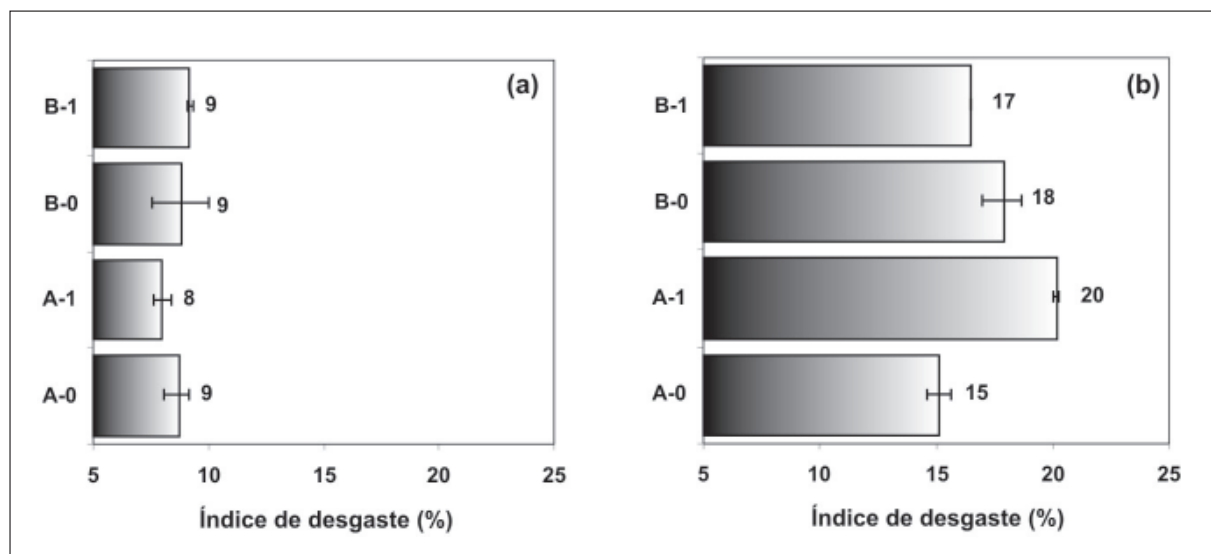 (a)
B-1
9
B-0
9
A-1
8
A-0
9
5 10 15 20 25
Índice de desgaste (%)
(b)
B-1
17
B-0
18
A-1
20
A-0
15
5 10 15 20 25
Índice de desgaste (%)